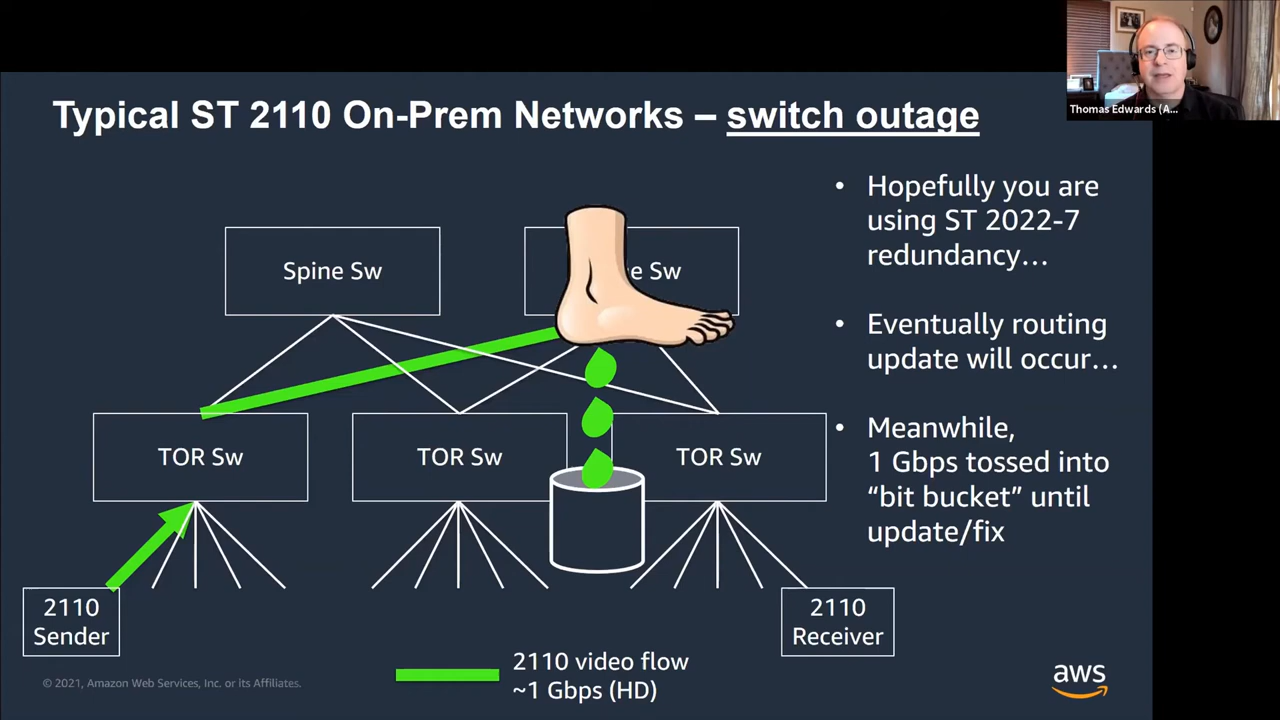 Thomas Edwards (A...
Typical ST 2110 On-Prem Networks – switch outage
Spine Sw
e Sw
TOR Sw
TOR Sw
TOR Sw
2110
Sender
2110
Receiver
2110 video flow
~1 Gbps (HD)
• Hopefully you are
using ST 2022-7
redundancy…
• Eventually routing
update will occur…
• Meanwhile,
1 Gbps tossed into
“bit bucket” until
update/fix
© 2021, Amazon Web Services, Inc. or its Affiliates.
aws